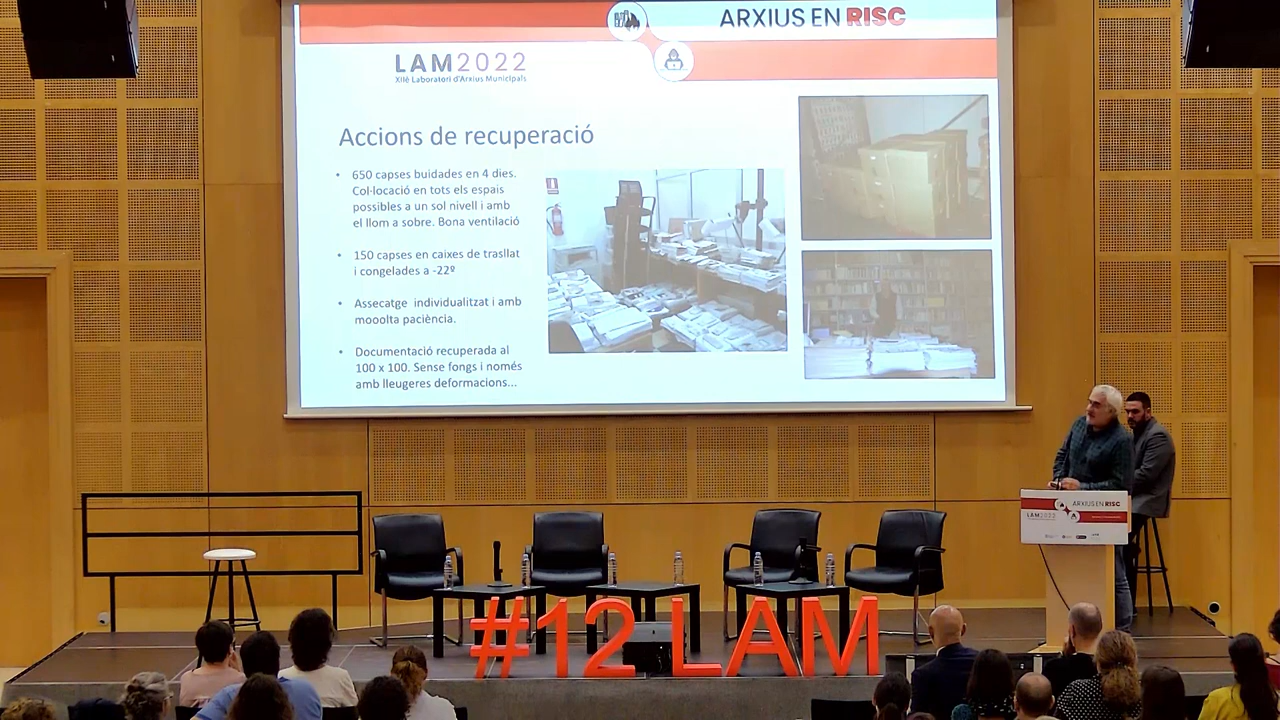 ARXIUS EN RISC
LAM2022
Xllè Laboratori d'Arxius Municipals
Accions de recuperació
• 650 capses buidades en 4 dies.
Col·locació en tots els espais
possibles a un sol nivell i amb
el llom a sobre. Bona ventilació
• 150 capses en caixes de trasllat
i congelades a -22º
• Assecatge individualitzat i amb
mooolta paciència.
• Documentació recuperada al
100 x 100. Sense fongs i només
amb lleugeres deformacions...
ARXIUS EN RISC
LAM2022
#12 LAM